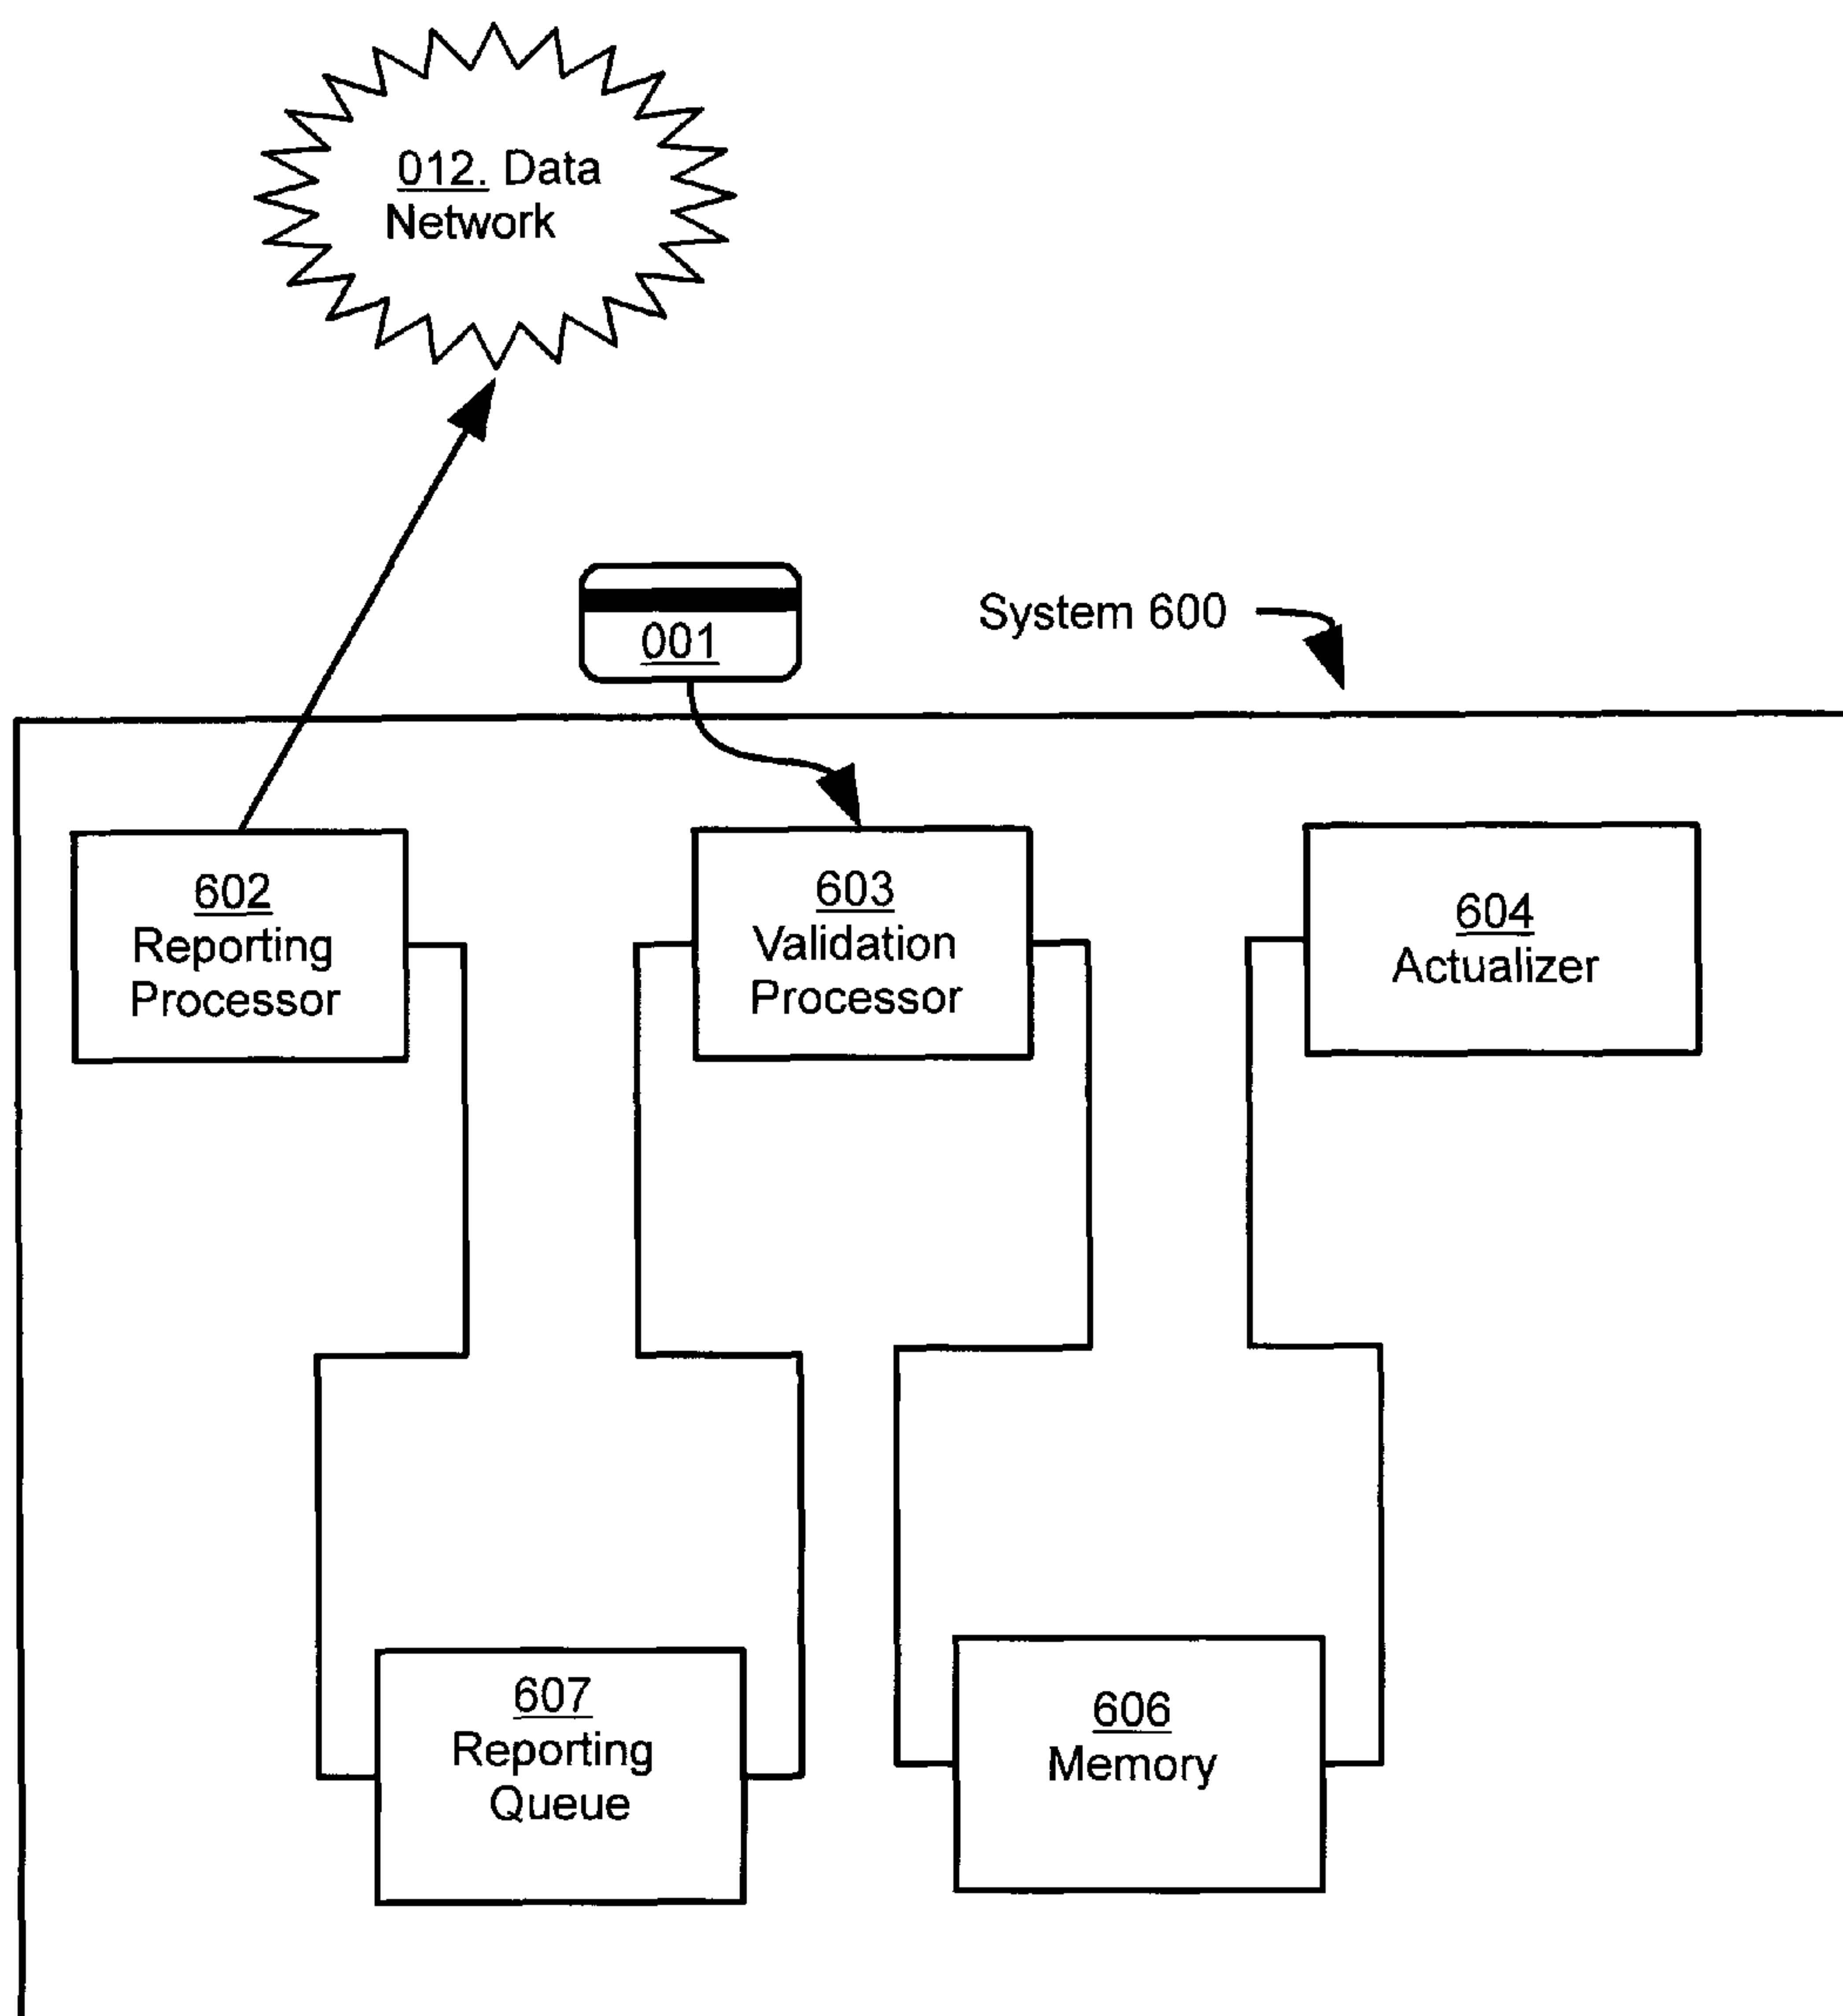 012. Data
Network
001
System 600
602
Reporting
Processor
603
Validation
Processor
604
Actualizer
607
Reporting
Queue
606
Memory